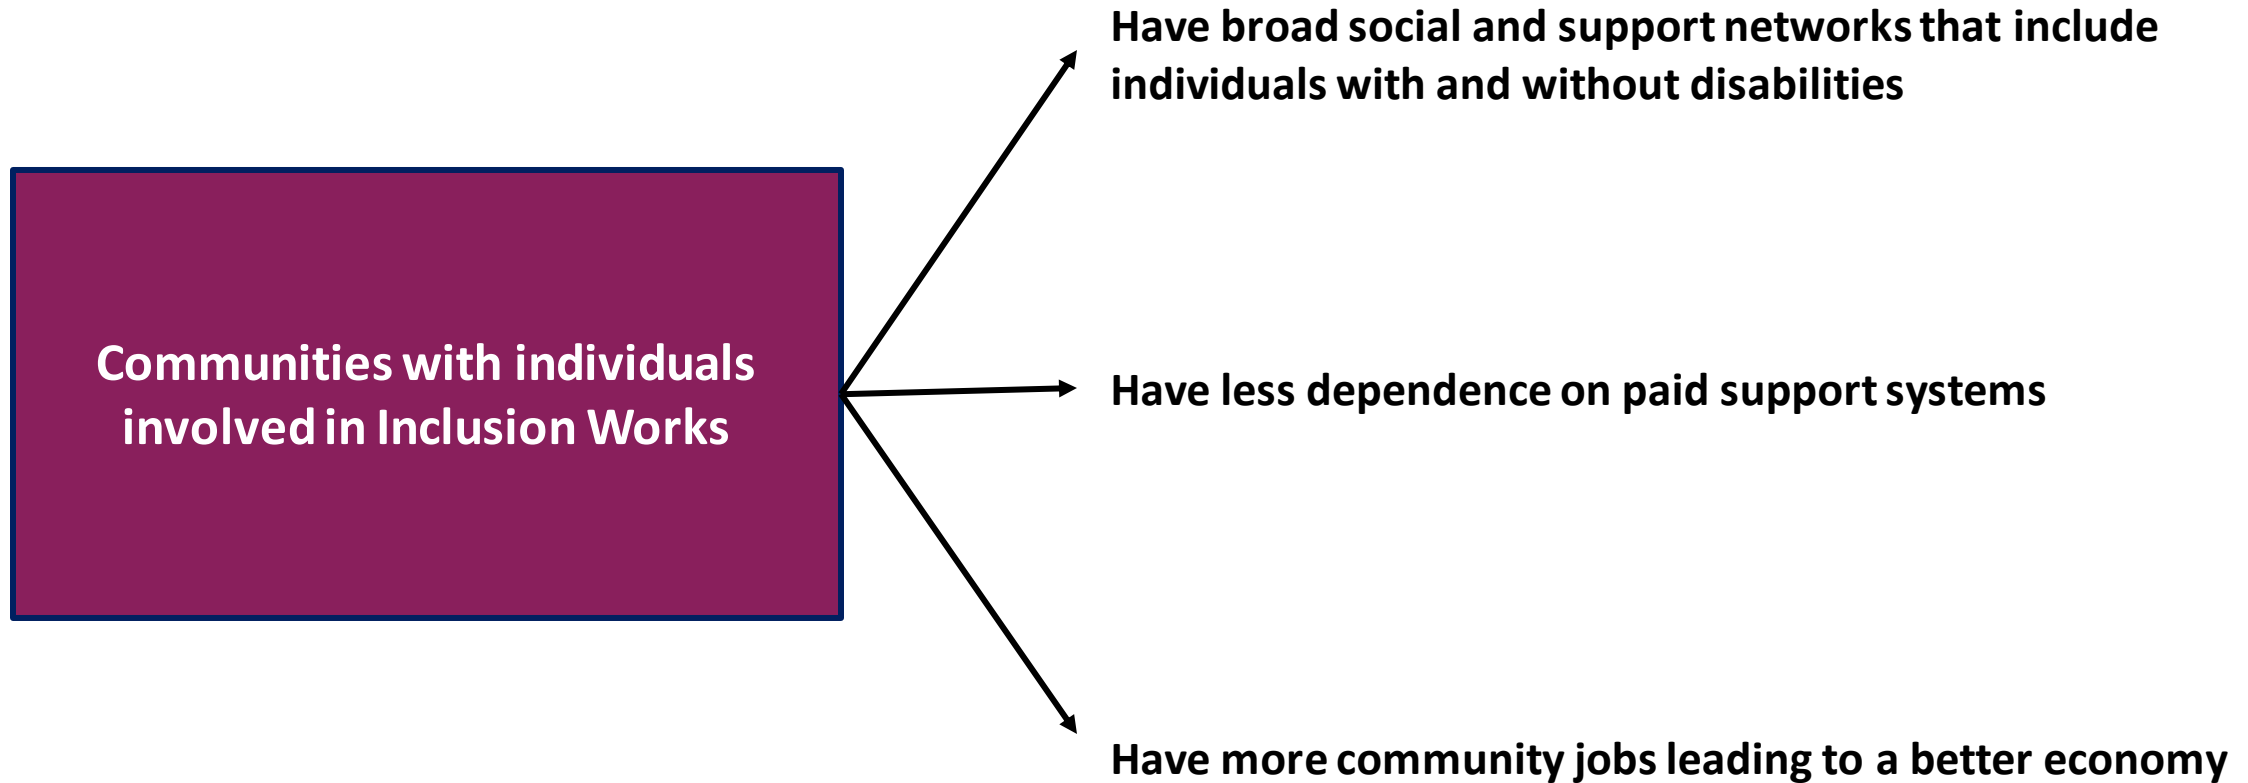 Have broad social and support networks that include
individuals with and without disabilities
Communities with individuals
involved in Inclusion Works
Have less dependence on paid support systems
Have more community jobs leading to a better economy